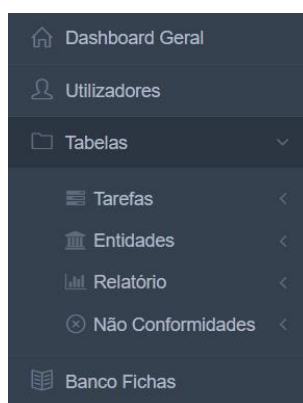 Dashboard Geral
Utilizadores
Tabelas
Tarefas
Entidades
Relatório
Não Conformidades
Banco Fichas